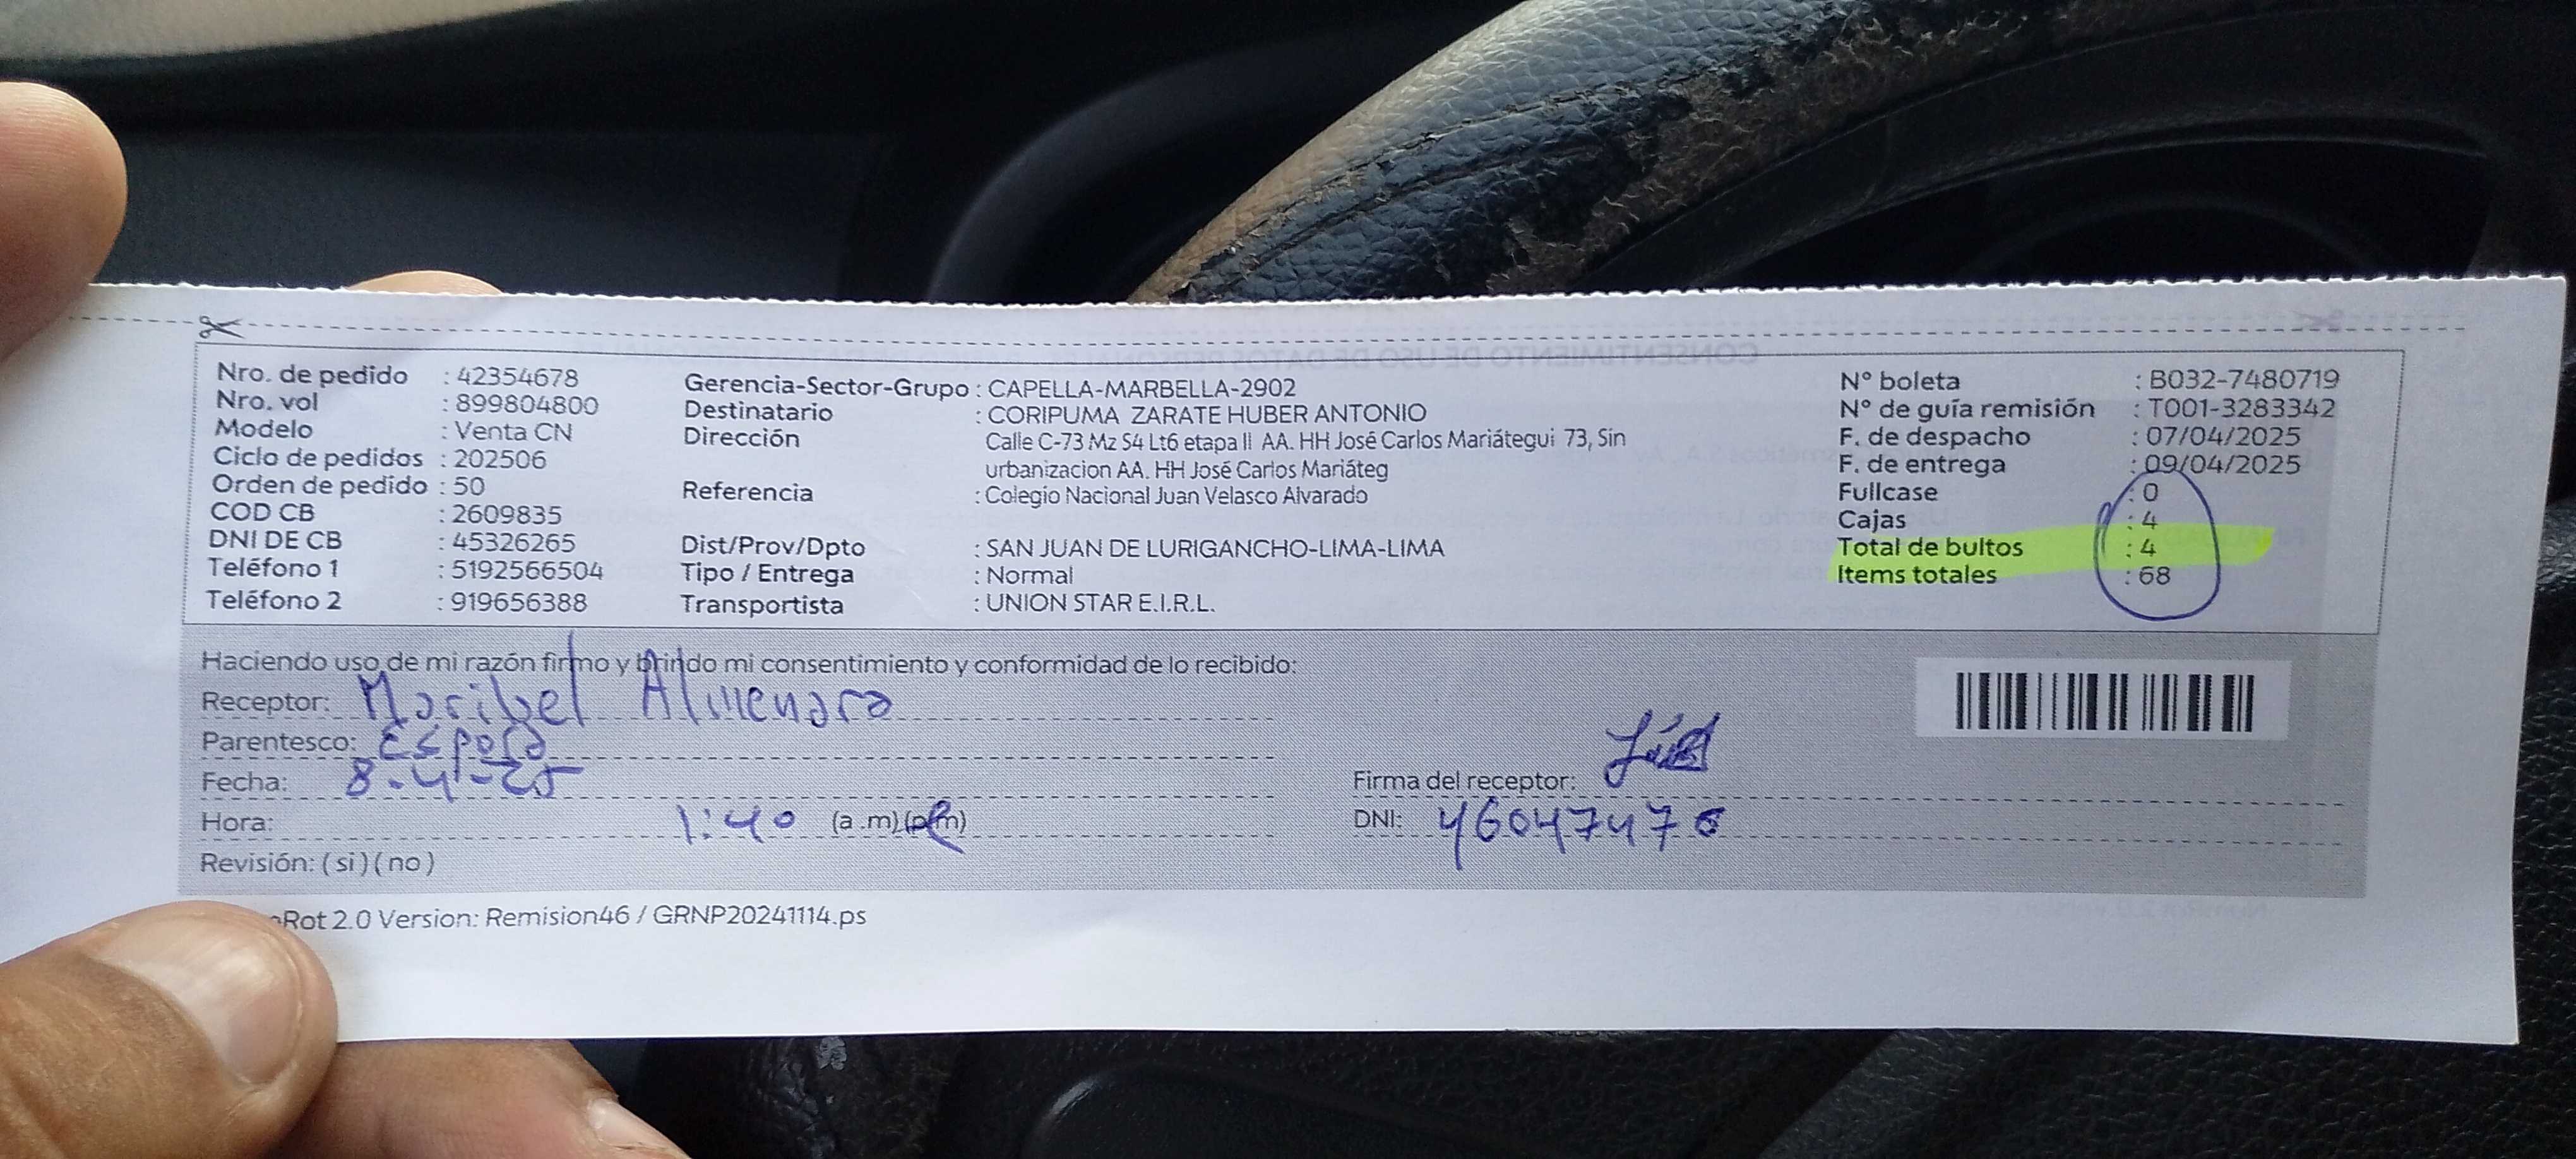 Nro. de pedido : 42354678
Nro. vol : 899804800
Modelo : Venta CN
Ciclo de pedidos : 202506
Orden de pedido : 50
COD CB : 2609835
DNI DE CB : 45326265
Teléfono 1 : 5192566504
Teléfono 2 : 919656388
Gerencia-Sector-Grupo : CAPELLA-MARBELLA-2902
Destinatario : CORIPUMA ZARATE HUBER ANTONIO
Dirección Calle C-73 Mz S4 Lt6 etapa II AA. HH José Carlos Mariátegui 73, Sin
urbanizacion AA. HH José Carlos Mariáteg
Referencia : Colegio Nacional Juan Velasco Alvarado
Dist/Prov/Dpto : SAN JUAN DE LURIGANCHO-LIMA-LIMA
Tipo / Entrega : Normal
Transportista : UNION STAR E.I.R.L.
N° boleta : B032-7480719
N° de guía remisión : T001-3283342
F. de despacho : 07/04/2025
F. de entrega : 09/04/2025
Fullcase : 0
Cajas : 4
Total de bultos : 4
Items totales : 68
Haciendo uso de mi razón firmo y brindo mi consentimiento y conformidad de lo recibido:
Receptor: Maribel Almenara
Parentesco: Esposa
Fecha: 8-4-25
Hora: 1:40 (a .m)(p.m)
Revisión: (si)(no)
Firma del receptor:
DNI: 46047476
Rot 2.0 Version: Remision46 / GRNP20241114.ps